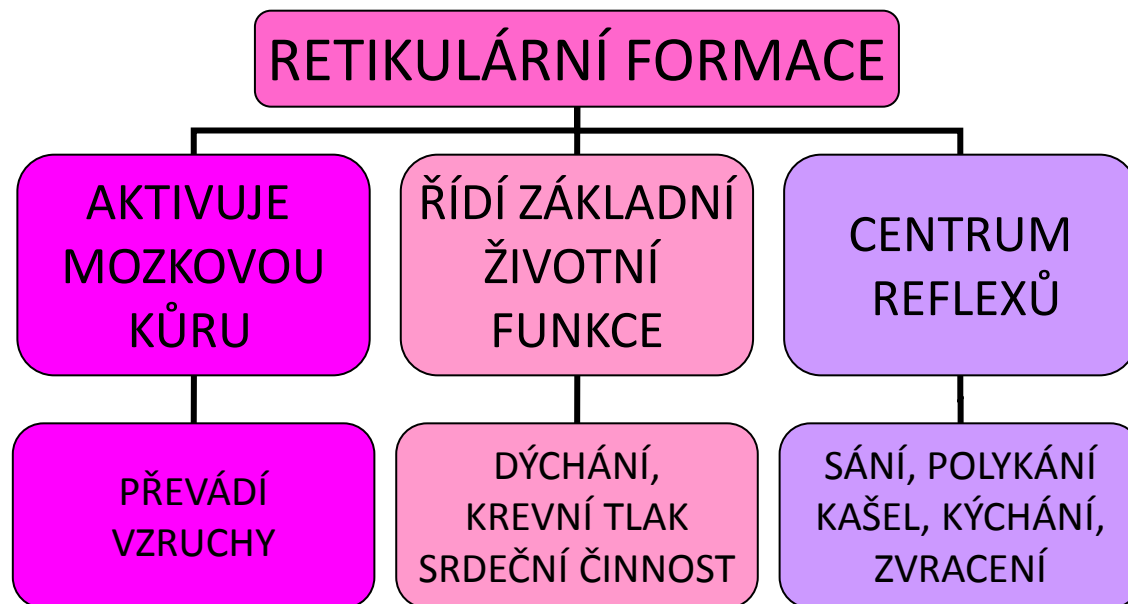 RETIKULÁRNÍ FORMACE
AKTIVUJE
MOZKOVOU
KŮRU
ŘÍDÍ ZÁKLADNÍ
ŽIVOTNÍ
FUNKCE
CENTRUM
REFLEXŮ
PŘEVÁDÍ
VZRUCHY
DÝCHÁNÍ,
KREVNÍ TLAK
SRDEČNÍ ČINNOST
SÁNÍ, POLYKÁNÍ
KAŠEL, KÝCHÁNÍ,
ZVRACENÍ